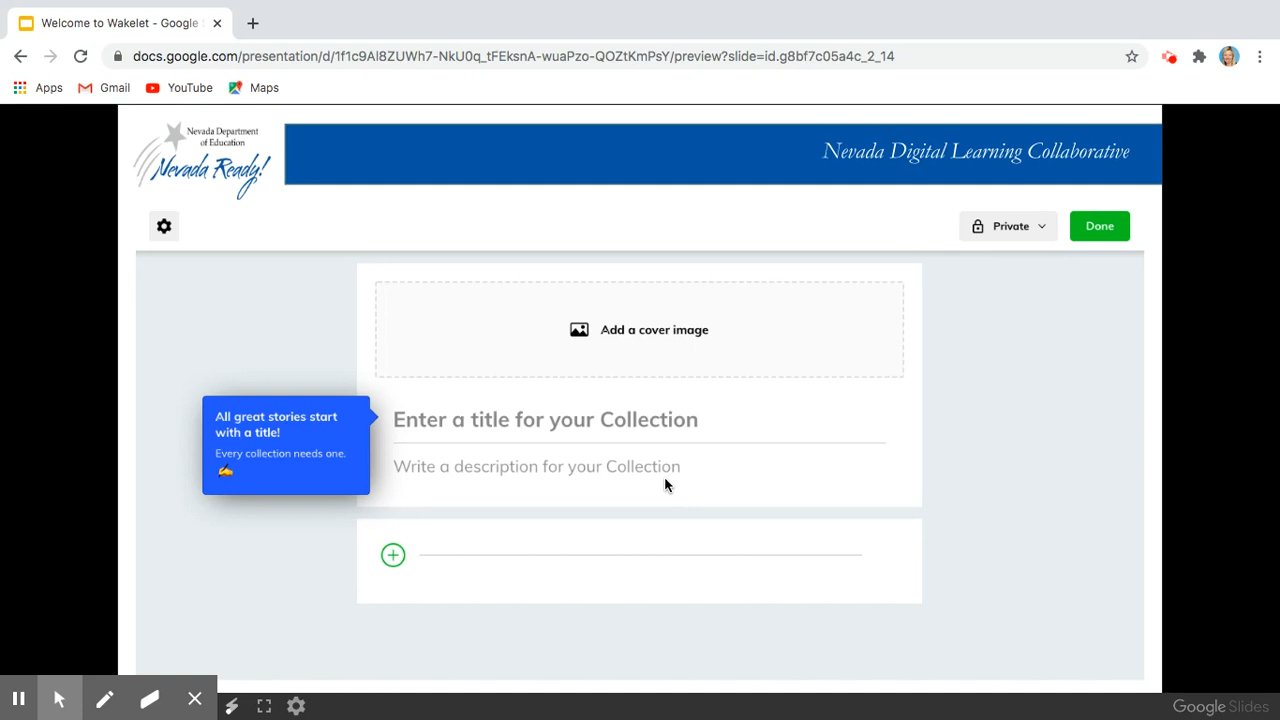 Welcome to Wakelet - Google S
docs.google.com/presentation/d/1f1c9Al8ZUWh7-NkU0q_tFEksnA-wuaPzo-QOZtKmPsY/preview?slide=id.g8bf7c05a4c_2_14
Apps Gmail YouTube Maps
Nevada Department
of Education
Nevada Ready!
Nevada Digital Learning Collaborative
Private Done
Add a cover image
All great stories start
with a title!
Every collection needs one.
Enter a title for your Collection
Write a description for your Collection
Google Slides